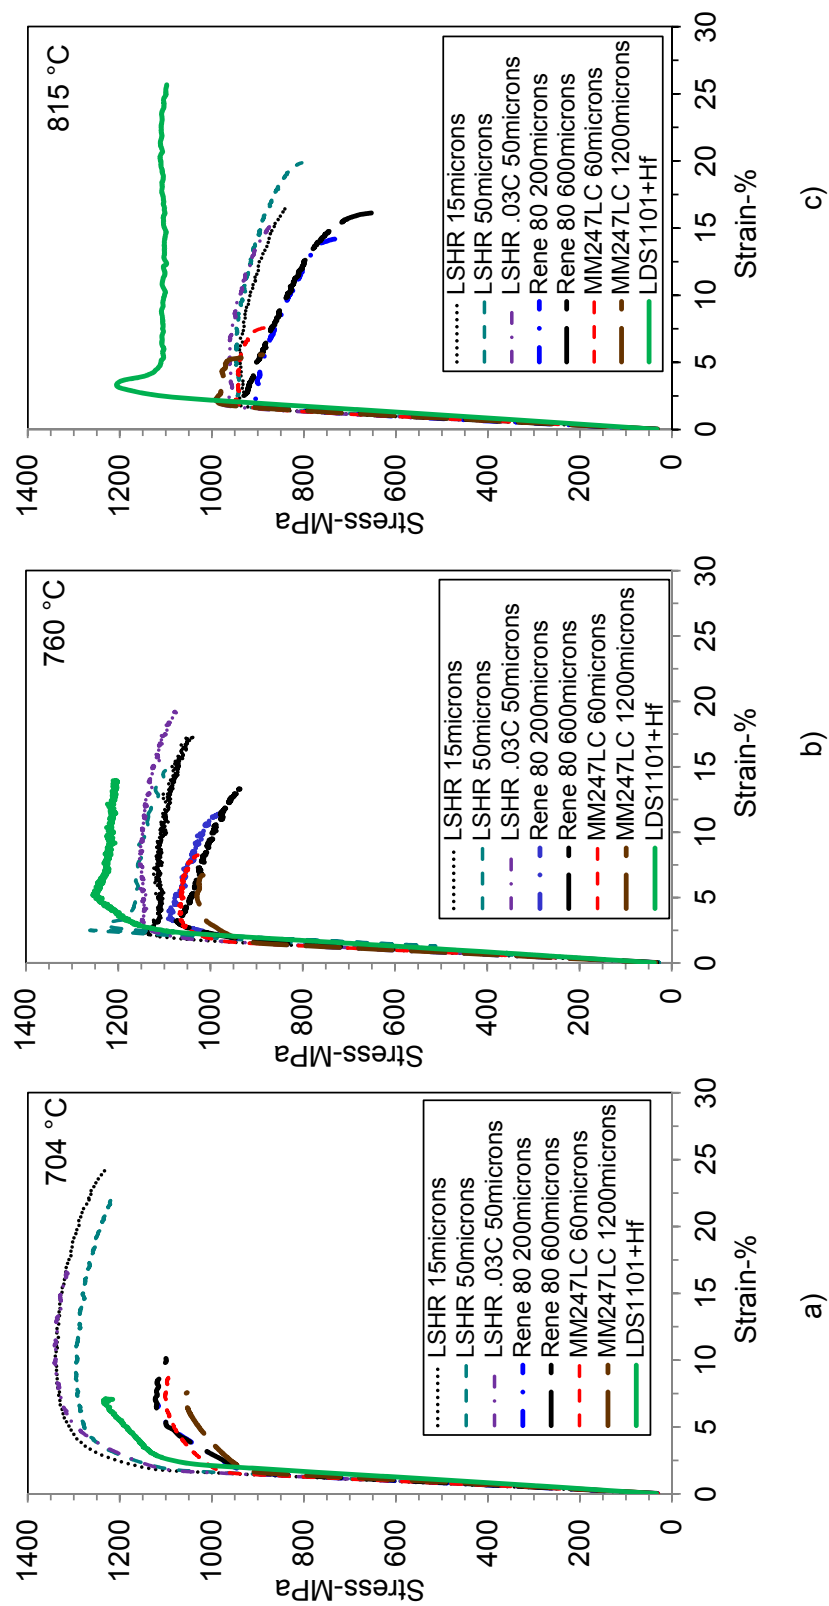 1400
1200
1000
800
600
400
200
0
Stress-MPa
704 °C
LSHR 15microns
LSHR 50microns
LSHR .03C 50microns
Rene 80 200microns
Rene 80 600microns
MM247LC 60microns
MM247LC 1200microns
LDS1101+Hf
0 5 10 15 20 25 30
Strain-%
a)
1400
1200
1000
800
600
400
200
0
Stress-MPa
760 °C
LSHR 15microns
LSHR 50microns
LSHR .03C 50microns
Rene 80 200microns
Rene 80 600microns
MM247LC 60microns
MM247LC 1200microns
LDS1101+Hf
0 5 10 15 20 25 30
Strain-%
b)
1400
1200
1000
800
600
400
200
0
Stress-MPa
815 °C
LSHR 15microns
LSHR 50microns
LSHR .03C 50microns
Rene 80 200microns
Rene 80 600microns
MM247LC 60microns
MM247LC 1200microns
LDS1101+Hf
0 5 10 15 20 25 30
Strain-%
c)